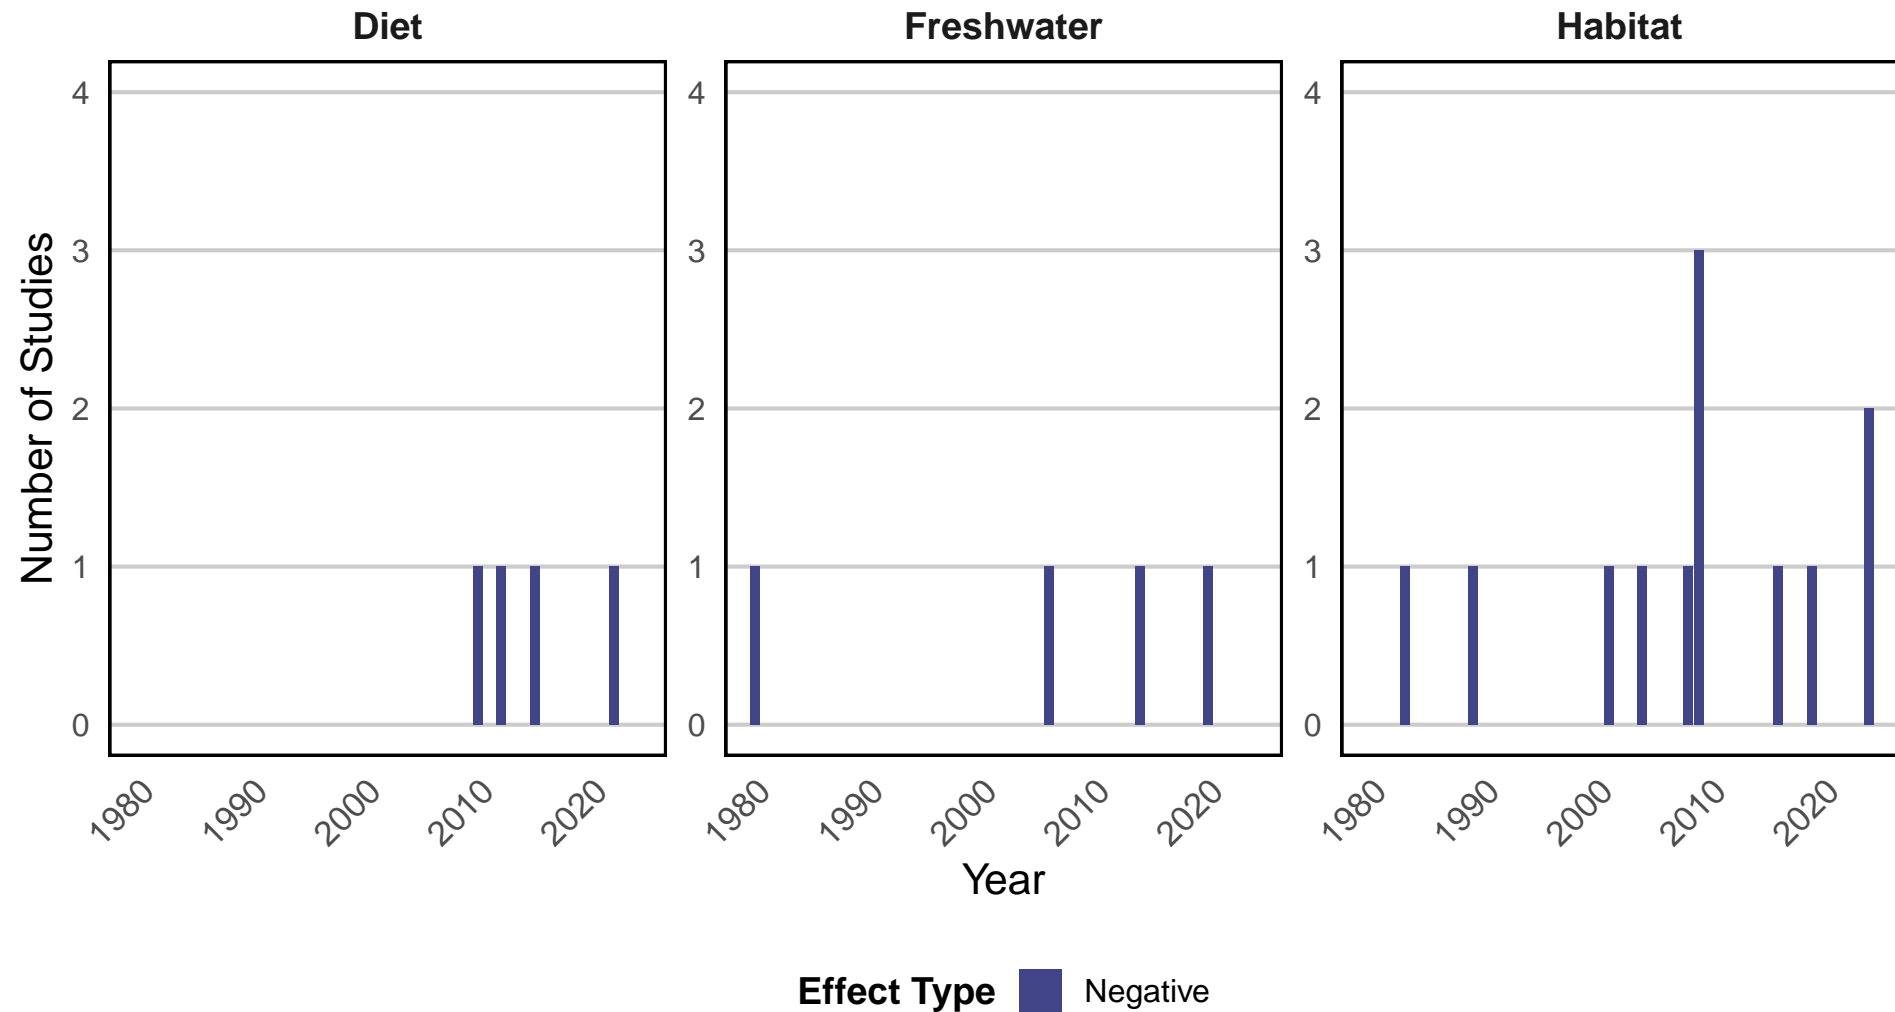 Diet Freshwater Habitat
Number of Studies
4 4 4
3 3 3
2 2 2
1 1 1
0 0 0
1980 1990 2000 2010 2020 1980 1990 2000 2010 2020 1980 1990 2000 2010 2020
Year
Effect Type Negative